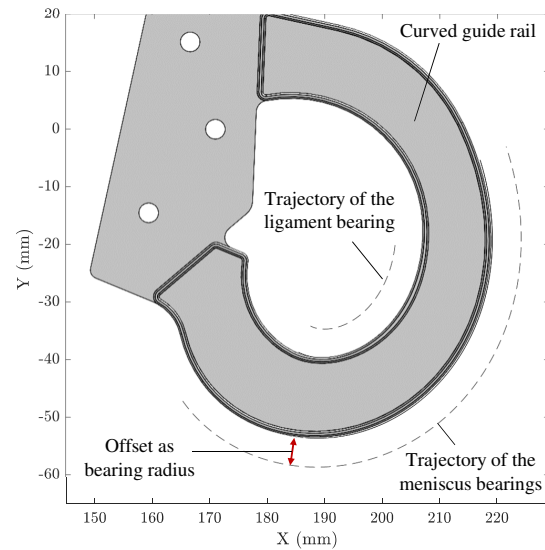 20
10
0
-10
-20
-30
-40
-50
-60
Y (mm)
Curved guide rail
Trajectory of the
ligament bearing
Offset as
bearing radius
Trajectory of the
meniscus bearings
150
160
170
180
190
200
210
220
X (mm)